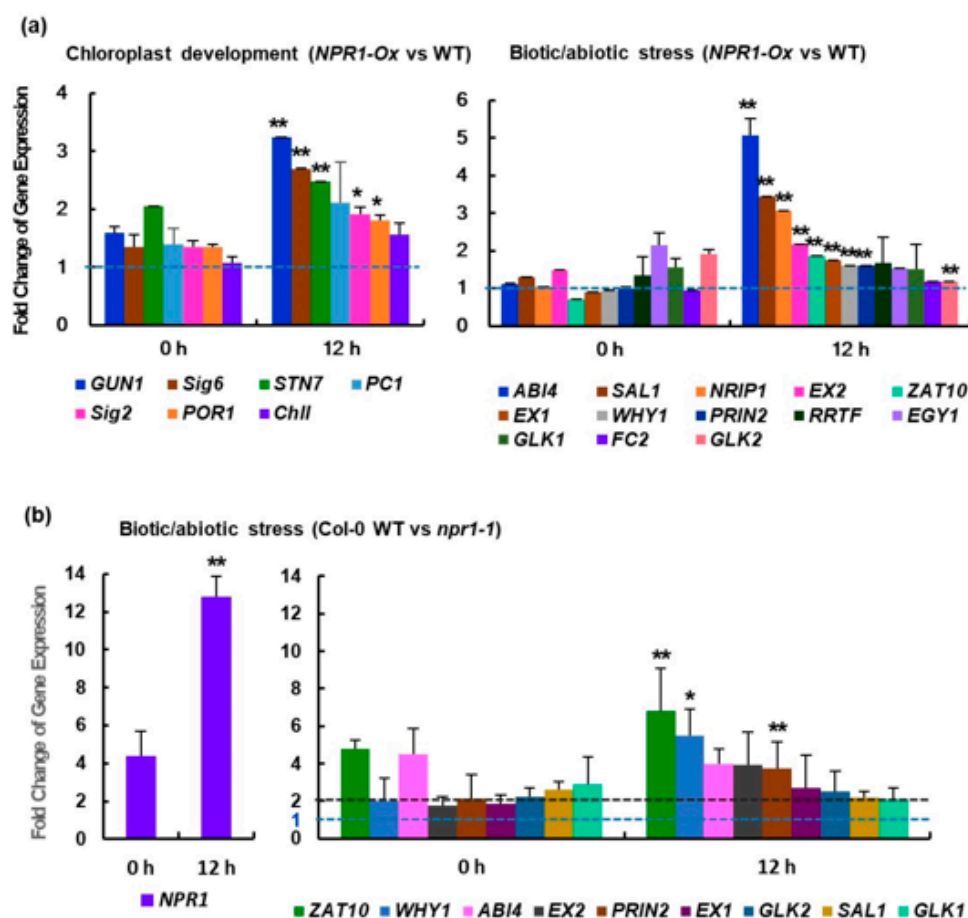 (a)
Chloroplast development (NPR1-Ox vs WT)
Biotic/abiotic stress (NPR1-Ox vs WT)
Fold Change of Gene Expression
4
3
2
1
0
** ** ** * *
0 h 12 h
GUN1 Sig6 STN7 PC1
Sig2 POR1 ChlI
6
5
4
3
2
1
0
** ** ** ** ** ** ** ** **
0 h 12 h
ABI4 SAL1 NRIP1 EX2 ZAT10
EX1 WHY1 PRIN2 RRTF EGY1
GLK1 FC2 GLK2
(b)
Biotic/abiotic stress (Col-0 WT vs npr1-1)
Fold Change of Gene Expression
14
12
10
8
6
4
2
0
**
0 h 12 h
NPR1
14
12
10
8
6
4
2
1
0
** * **
0 h 12 h
ZAT10 WHY1 ABI4 EX2 PRIN2 EX1 GLK2 SAL1 GLK1